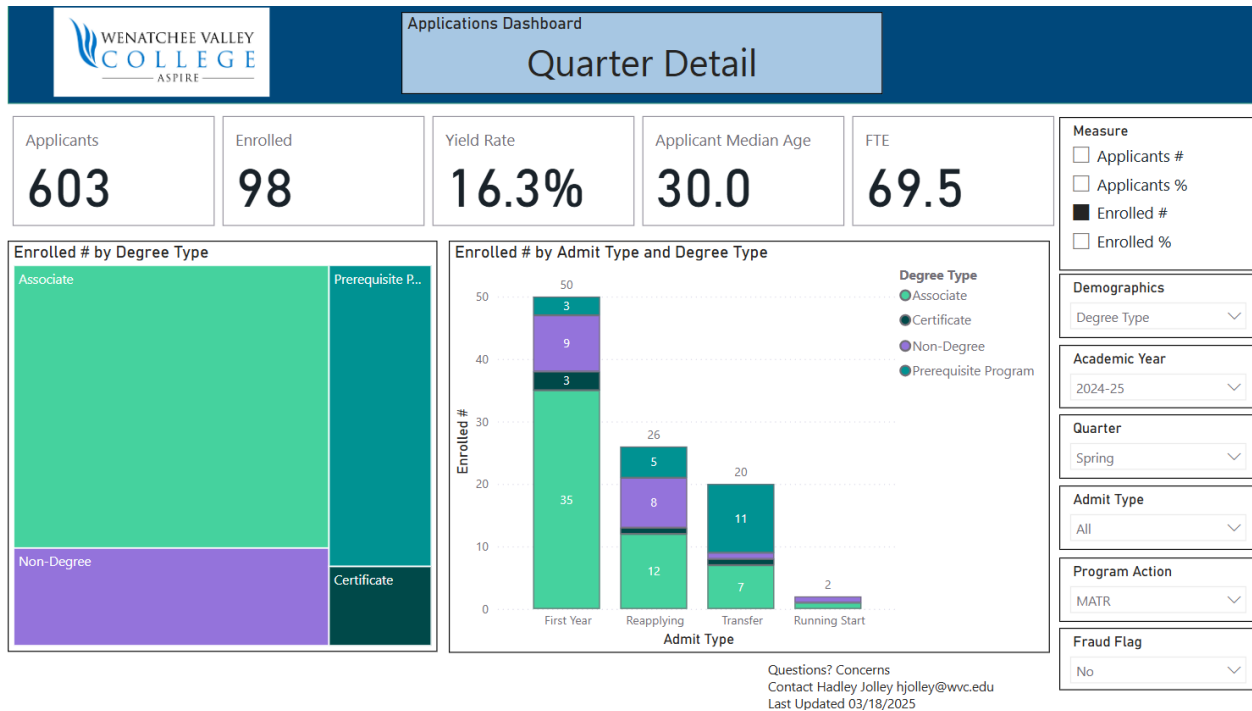 WENATCHEE VALLEY
COLLEGE
ASPIRE
Applications Dashboard
Quarter Detail
Applicants
603
Enrolled
98
Yield Rate
16.3%
Applicant Median Age
30.0
FTE
69.5
Measure
Applicants #
Applicants %
Enrolled #
Enrolled %
Enrolled # by Degree Type
Associate
Prerequisite P...
Non-Degree
Certificate
Enrolled # by Admit Type and Degree Type
Degree Type
Associate
Certificate
Non-Degree
Prerequisite Program
Enrolled #
50
40
30
20
10
0
50
3
9
3
35
26
5
8
12
20
11
7
2
First Year
Reapplying
Transfer
Running Start
Admit Type
Demographics
Degree Type
Academic Year
2024-25
Quarter
Spring
Admit Type
All
Program Action
MATR
Fraud Flag
No
Questions? Concerns
Contact Hadley Jolley hjolley@wvc.edu
Last Updated 03/18/2025